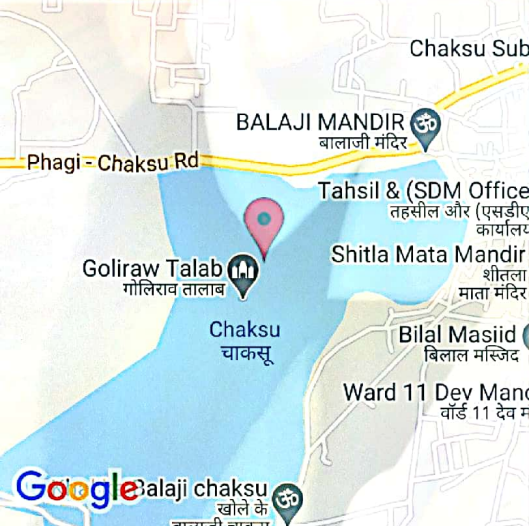 Chaksu Sub
BALAJI MANDIR
बालाजी मंदिर
Phagi - Chaksu Rd
Tahsil & (SDM Office
तहसील और (एसडीए
कार्यालय
Shitla Mata Mandir
शीतला
माता मंदिर
Goliraw Talab
गोलिराव तालाब
Chaksu
चाकसू
Bilal Masjid
बिलाल मस्जिद
Ward 11 Dev Mand
वॉर्ड 11 देव म
Google
Balaji chaksu
खोले के